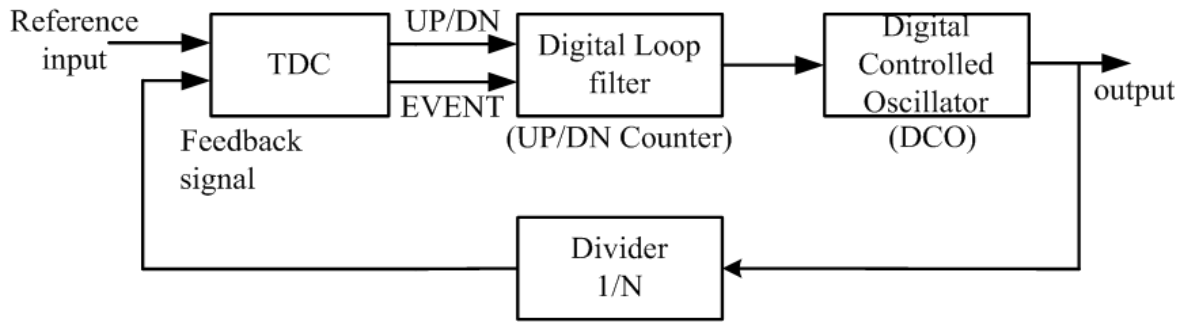 Reference
input
TDC
UP/DN
EVENT
Digital Loop
filter
(UP/DN Counter)
Digital
Controlled
Oscillator
(DCO)
output
Feedback
signal
Divider
1/N